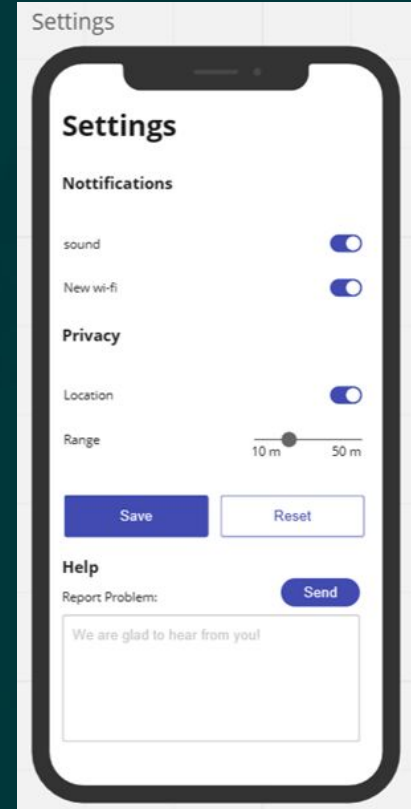 Settings
Settings
Nottifications
sound
New wi-fi
Privacy
Location
Range
10 m 50 m
Save Reset
Help
Report Problem: Send
We are glad to hear from you!